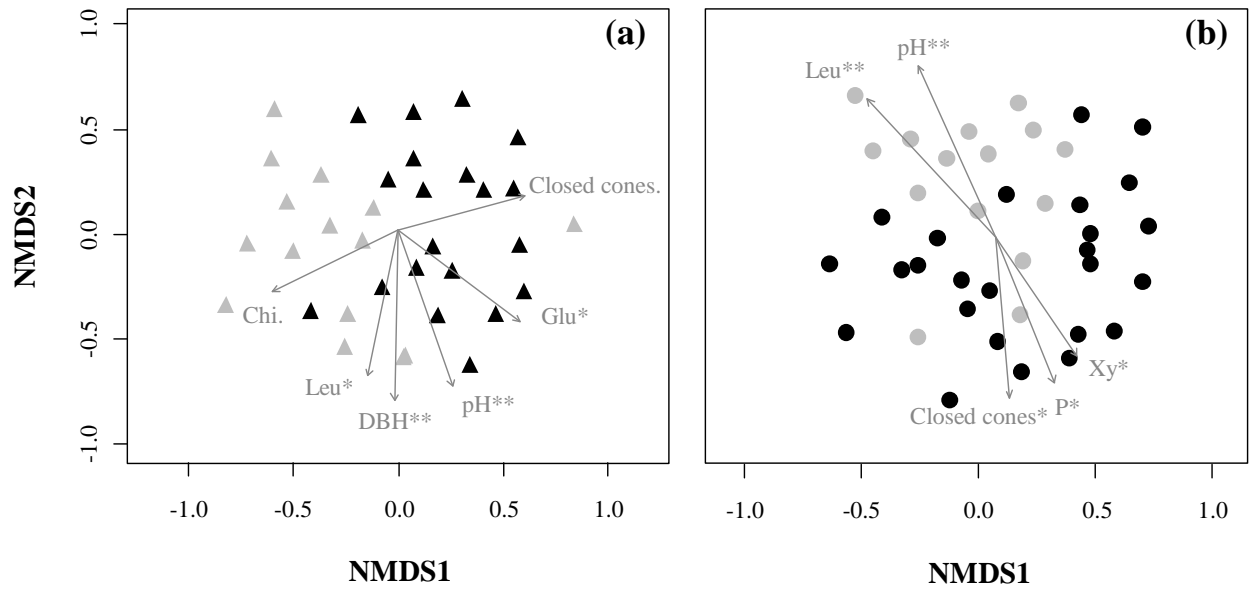 (a)
(b)
1.0
0.5
0.0
-0.5
-1.0
NMDS2
Closed cones.
Chi.
Glu*
Leu*
pH**
DBH**
-1.0 -0.5 0.0 0.5 1.0
NMDS1
pH**
Leu**
Xy*
P*
Closed cones*
-1.0 -0.5 0.0 0.5 1.0
NMDS1